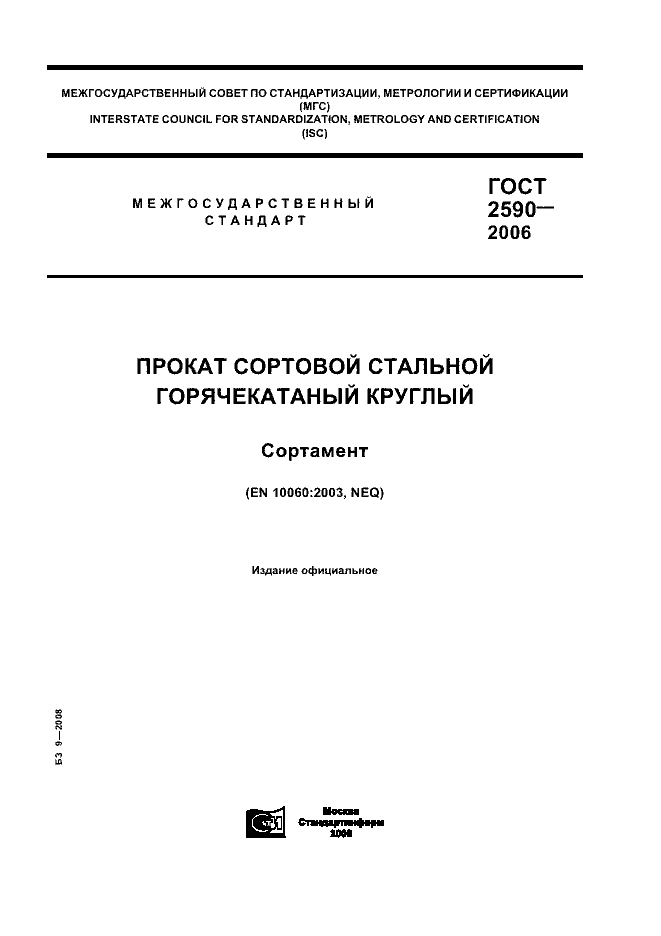 МЕЖГОСУДАРСТВЕННЫЙ СОВЕТ ПО СТАНДАРТИЗАЦИИ, МЕТРОЛОГИИ И СЕРТИФИКАЦИИ
(МГС)
INTERSTATE COUNCIL FOR STANDARDIZATION, METROLOGY AND CERTIFICATION
(ISC)
МЕЖГОСУДАРСТВЕННЫЙ
СТАНДАРТ
ГОСТ
2590—
2006
ПРОКАТ СОРТОВОЙ СТАЛЬНОЙ
ГОРЯЧЕКАТАНЫЙ КРУГЛЫЙ
Сортамент
(EN 10060:2003, NEQ)
Издание официальное
БЗ 9—2008
Москва
Стандартинформ